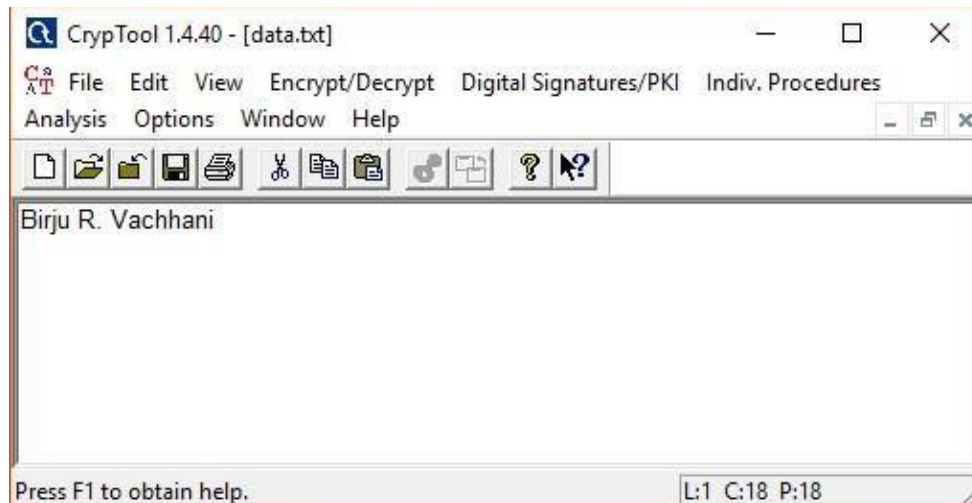 CrypTool 1.4.40 - [data.txt]
File Edit View Encrypt/Decrypt Digital Signatures/PKI Indiv. Procedures
Analysis Options Window Help
Birju R. Vachhani
Press F1 to obtain help.
L:1 C:18 P:18